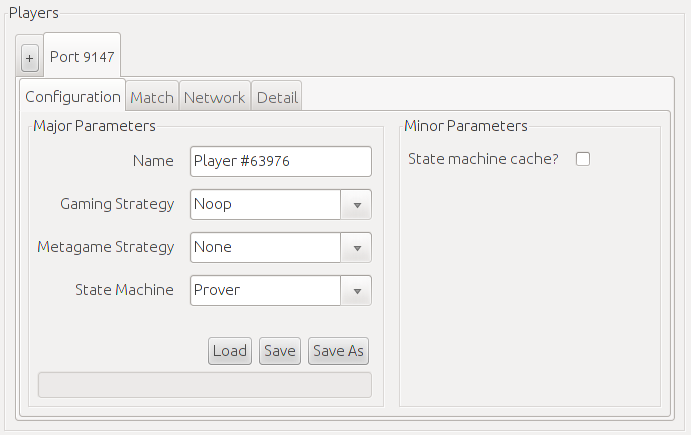 Players
+ Port 9147
Configuration Match Network Detail
Major Parameters
Name Player #63976
Gaming Strategy Noop
Metagame Strategy None
State Machine Prover
Load Save Save As
Minor Parameters
State machine cache?